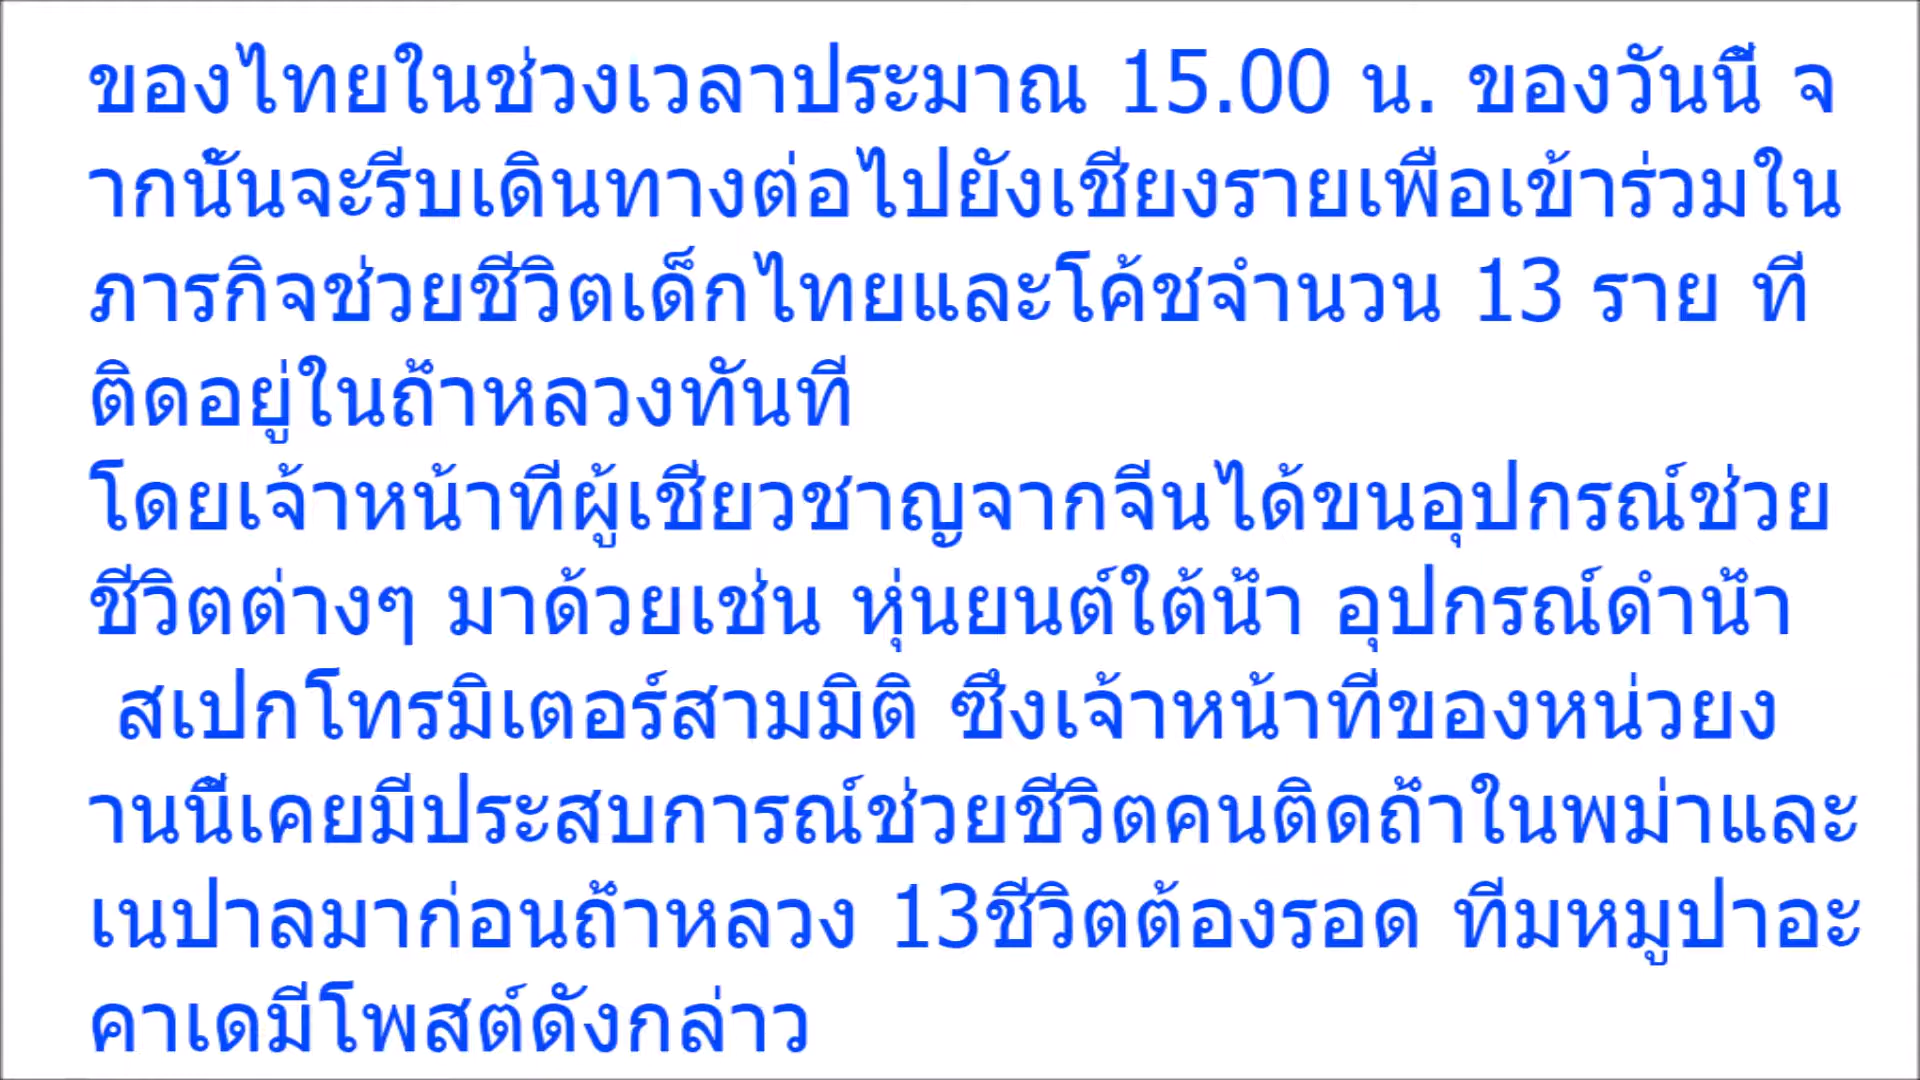 ของไทยในช่วงเวลาประมาณ 15.00 น. ของวันนี้ จ
ากนั้นจะรีบเดินทางต่อไปยังเชียงรายเพื่อเข้าร่วมใน
ภารกิจช่วยชีวิตเด็กไทยและโค้ชจำนวน 13 ราย ที่
ติดอยู่ในถ้ำหลวงทันที
โดยเจ้าหน้าที่ผู้เชี่ยวชาญจากจีนได้ขนอุปกรณ์ช่วย
ชีวิตต่างๆ มาด้วยเช่น หุ่นยนต์ใต้น้ำ อุปกรณ์ดำน้ำ
สเปกโทรมิเตอร์สามมิติ ซึ่งเจ้าหน้าที่ของหน่วยง
านนี้เคยมีประสบการณ์ช่วยชีวิตคนติดถ้ำในพม่าและ
เนปาลมาก่อนถ้ำหลวง 13ชีวิตต้องรอด ทีมหมูป่าอะ
คาเดมี่โพสต์ดังกล่าว